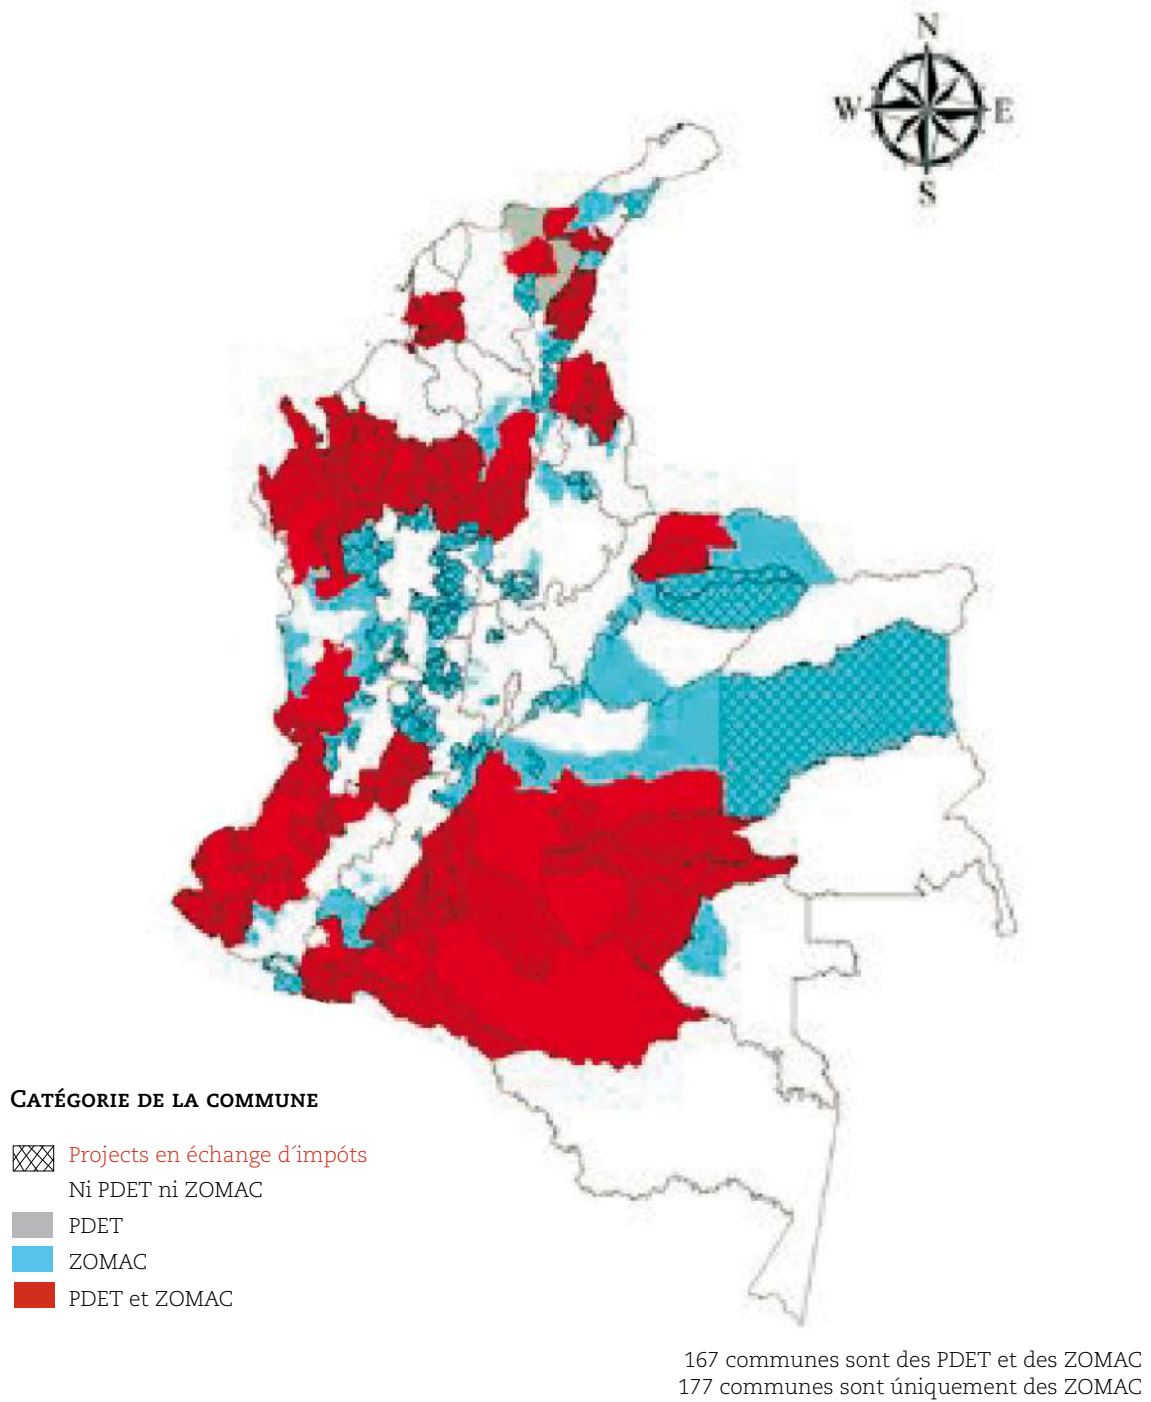 N
W E
S
CATÉGORIE DE LA COMMUNE
Projects en échange d´impóts
Ni PDET ni ZOMAC
PDET
ZOMAC
PDET et ZOMAC
167 communes sont des PDET et des ZOMAC
177 communes sont úniquement des ZOMAC